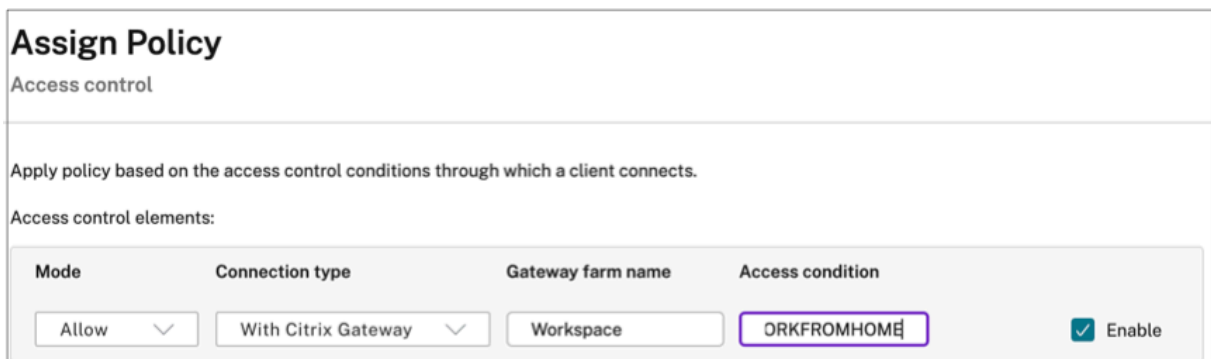 Assign Policy
Access control
Apply policy based on the access control conditions through which a client connects.
Access control elements:
Mode Connection type Gateway farm name Access condition
Allow With Citrix Gateway Workspace ORKFROMHOME Enable